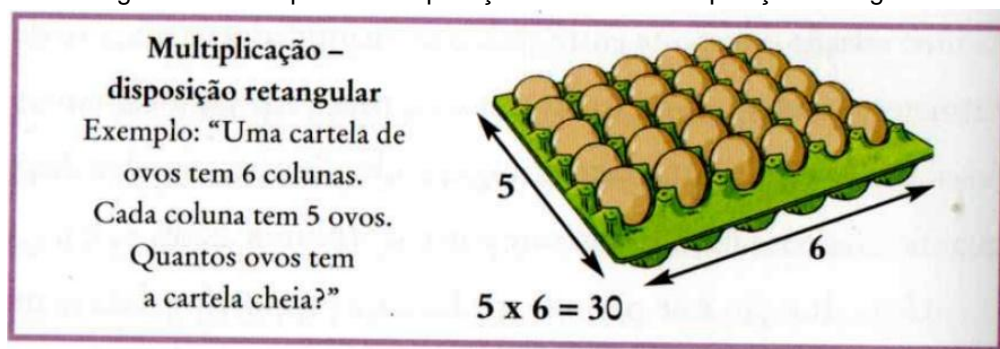 Multiplicação –
disposição retangular
Exemplo: “Uma cartela de
ovos tem 6 colunas.
Cada coluna tem 5 ovos.
Quantos ovos tem
a cartela cheia?”
5
6
5 x 6 = 30